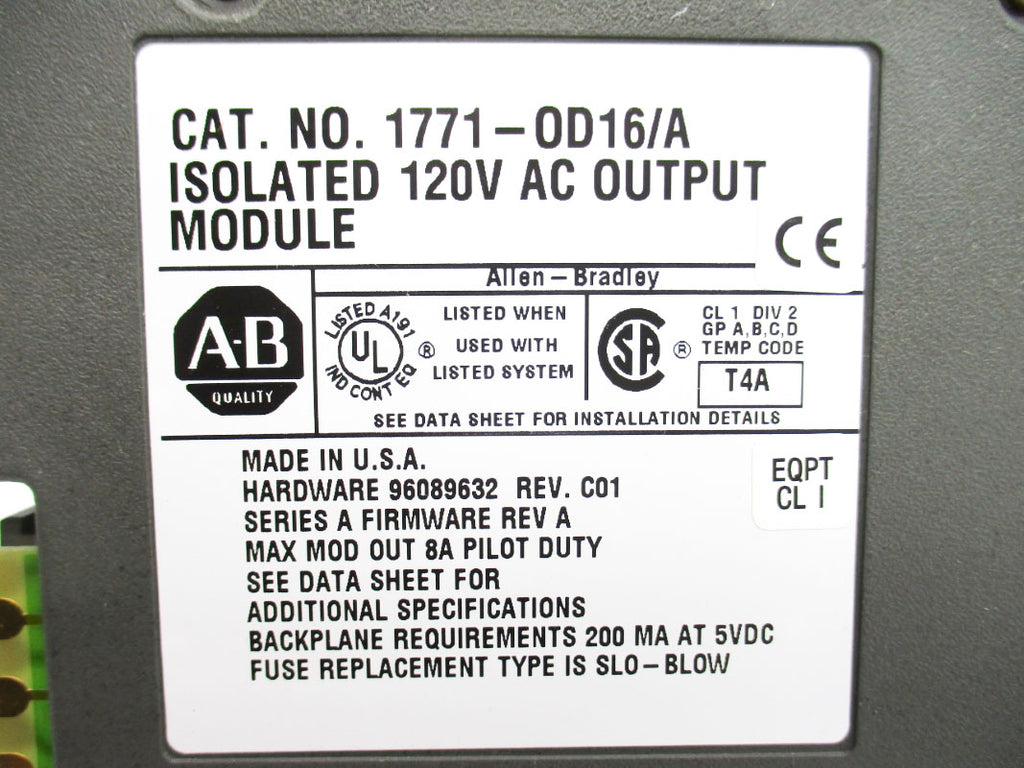 CAT. NO. 1771-OD16/A
ISOLATED 120V AC OUTPUT
MODULE
CE
Allen-Bradley
A-B
QUALITY
LISTED A191
UL
IND CONT EQ
®
LISTED WHEN
USED WITH
LISTED SYSTEM
SA
®
CL 1 DIV 2
GP A,B,C,D
TEMP CODE
T4A
SEE DATA SHEET FOR INSTALLATION DETAILS
MADE IN U.S.A.
HARDWARE 96089632 REV. C01
SERIES A FIRMWARE REV A
MAX MOD OUT 8A PILOT DUTY
SEE DATA SHEET FOR
ADDITIONAL SPECIFICATIONS
BACKPLANE REQUIREMENTS 200 MA AT 5VDC
FUSE REPLACEMENT TYPE IS SLO-BLOW
EQPT
CL I